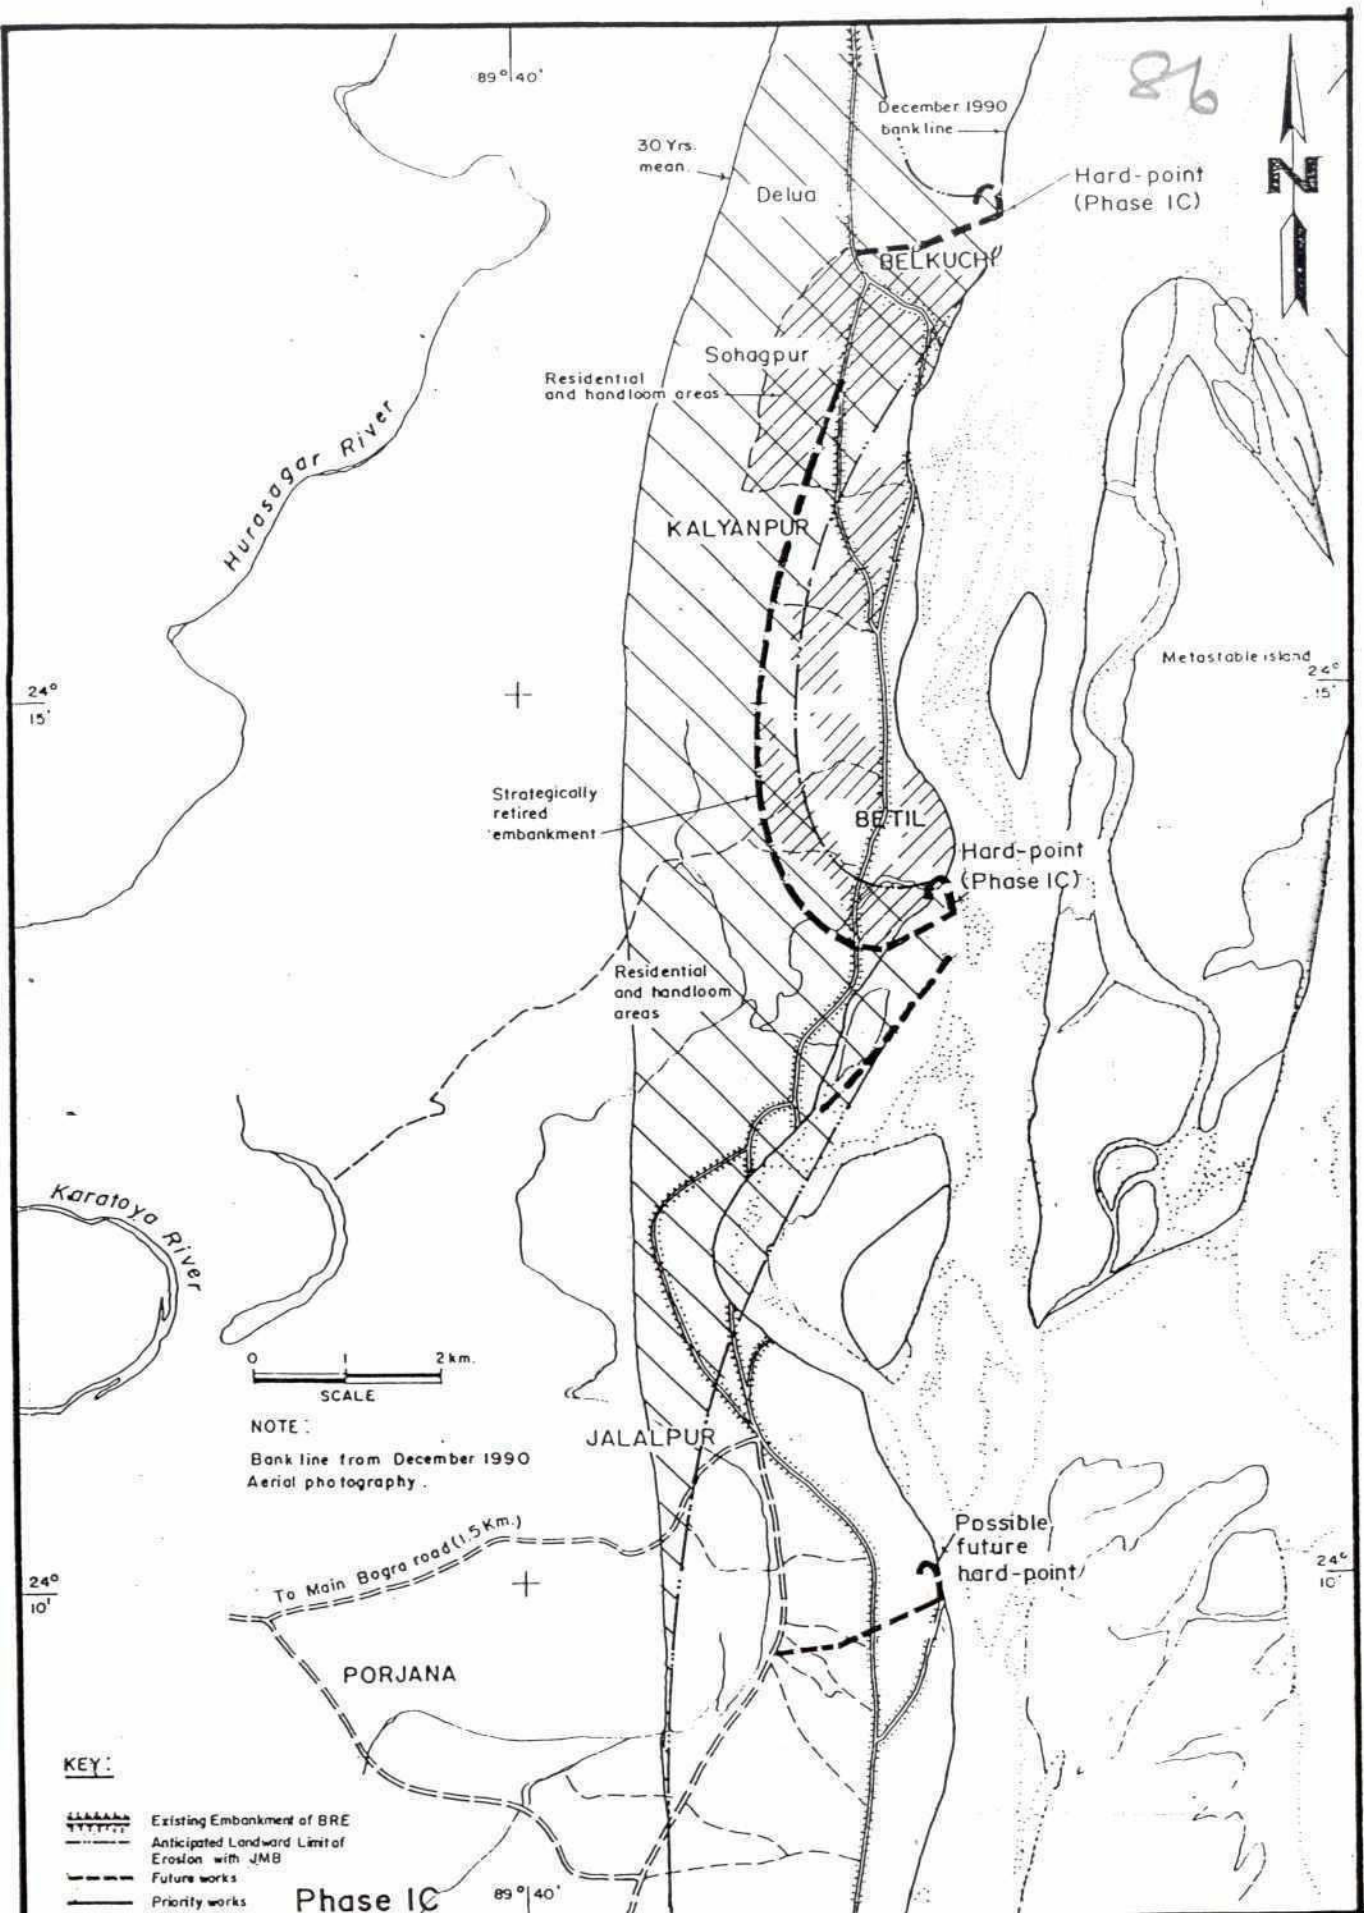 86
89° 40'
December 1990
bank line
30 Yrs.
mean
Delua
Hard-point
(Phase 1C)
N
BELKUCHI
Sohagpur
Residential
and handloom areas
Hurasagar River
KALYANPUR
Metastable island
24°
15'
24°
15'
Strategically
retired
embankment
BETIL
Hard-point
(Phase 1C)
Residential
and handloom
areas
Karatoya River
0 1 2 km.
SCALE
NOTE:
Bank line from December 1990
Aerial photography.
JALALPUR
To Main Bogra road (1.5 Km.)
Possible
future
hard-point
24°
10'
24°
10'
PORJANA
KEY:
Existing Embankment of BRE
Anticipated Landward Limit of
Erosion with JMB
Future works
Priority works
Phase 1C
89° 40'